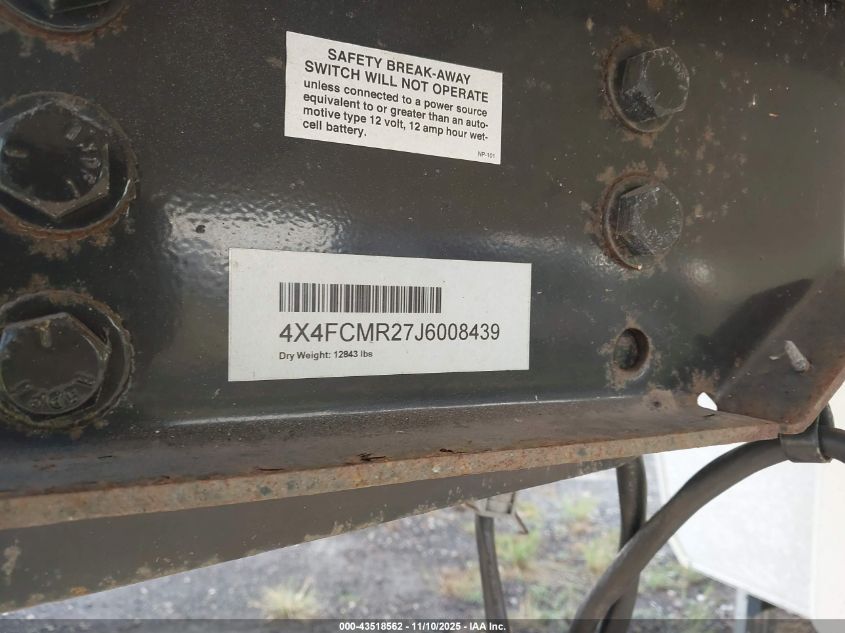 SAFETY BREAK-AWAY
SWITCH WILL NOT OPERATE
unless connected to a power source
equivalent to or greater than an auto-
motive type 12 volt, 12 amp hour wet-
cell battery.
NP-101
4X4FCMR27J6008439
Dry Weight: 12843 lbs
000-43518562 - 11/10/2025 - IAA Inc.